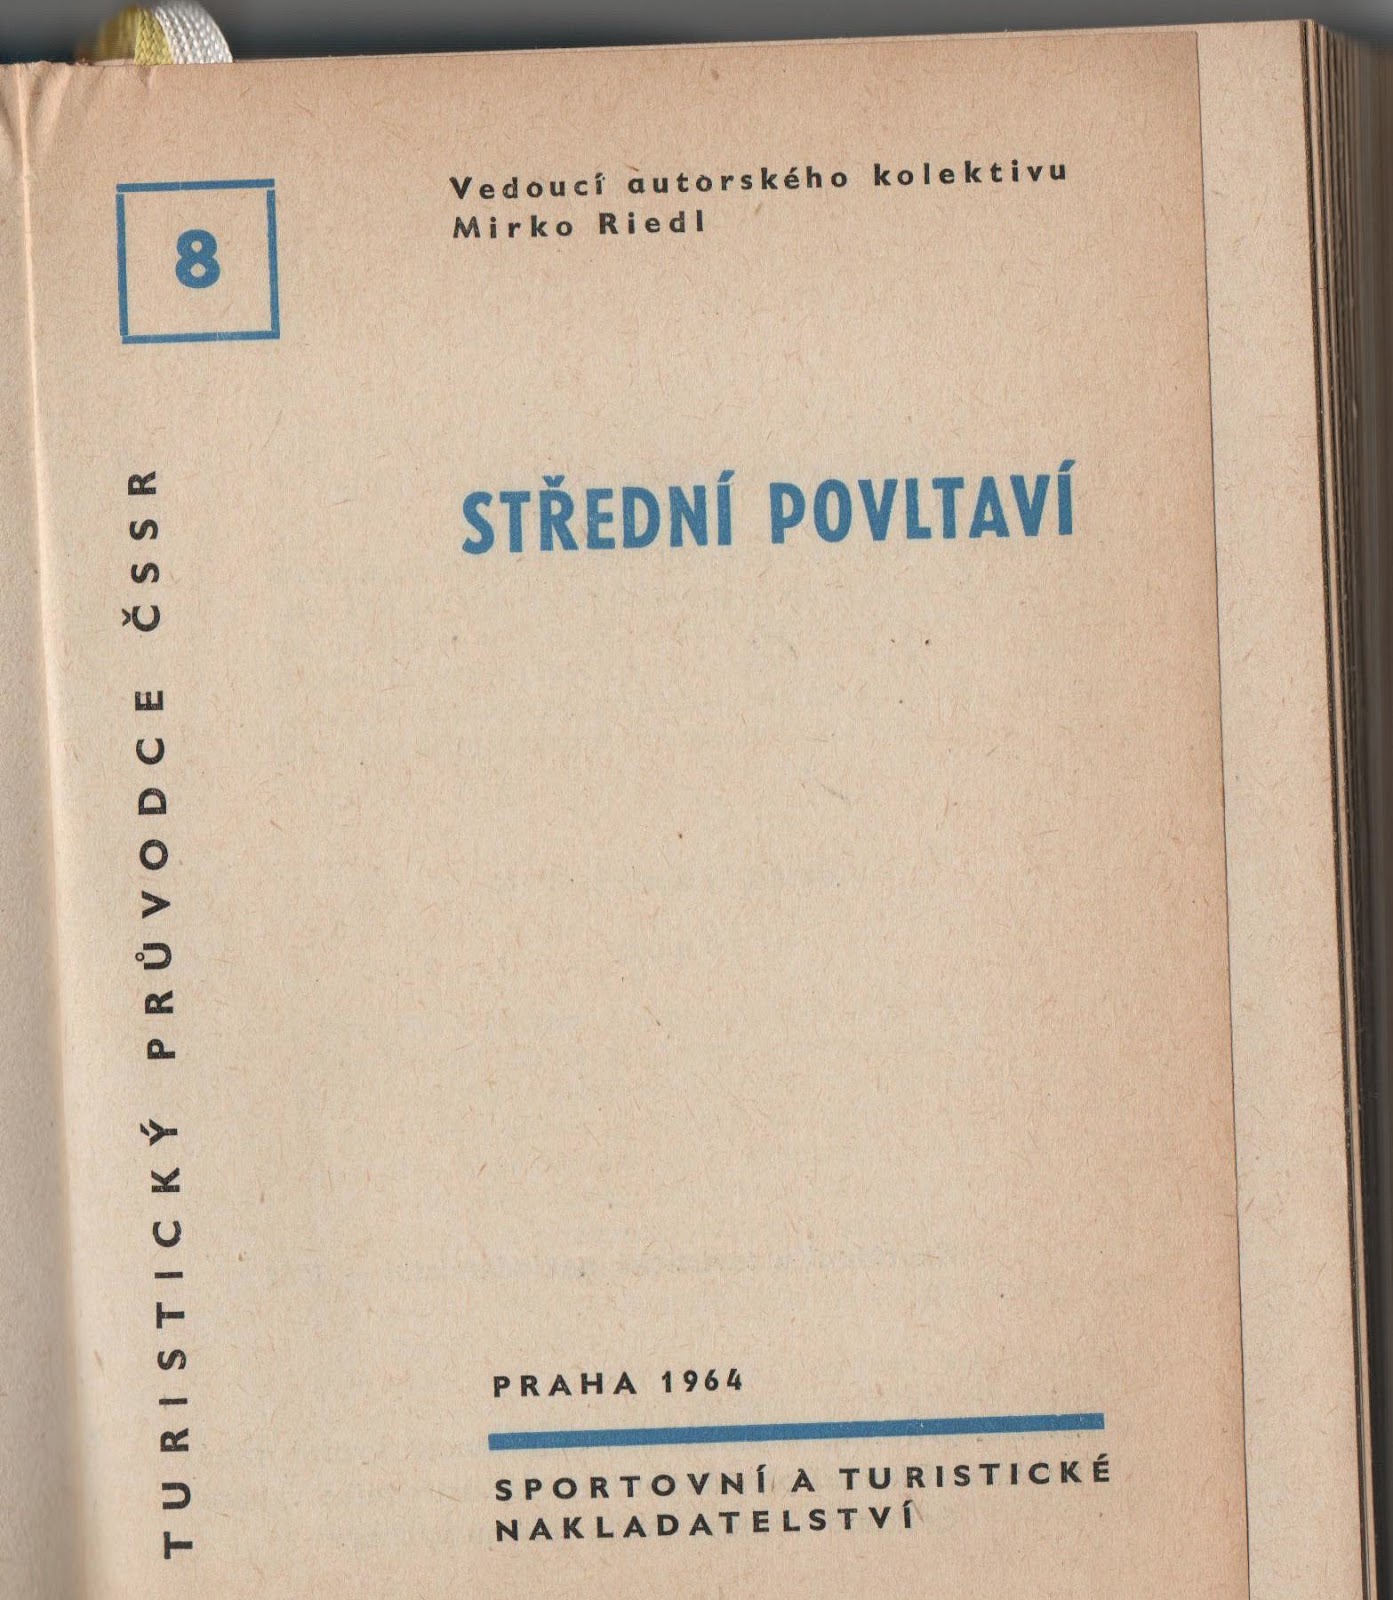 8
Vedoucí autorského kolektivu
Mirko Riedl
STŘEDNÍ POVLTAVÍ
TURISTICKÝ PRŮVODCE ČSSR
PRAHA 1964
SPORTOVNÍ A TURISTICKÉ
NAKLADATELSTVÍ